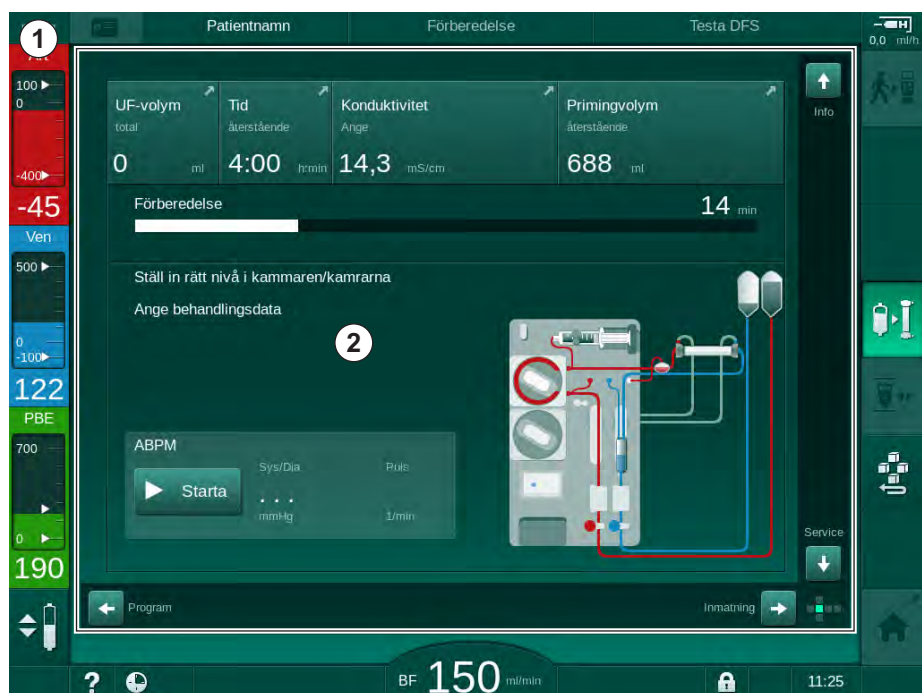 1
Patientnamn
Förberedelse
Testa DFS
0,0 ml/h
100
0
-400
-45
Ven
500
0
-100
122
PBE
700
0
190
UF-volym
total
0 ml
Tid
återstående
4:00 h:min
Konduktivitet
Ange
14,3 mS/cm
Primingvolym
återstående
688 ml
Info
Förberedelse
14 min
Ställ in rätt nivå i kammaren/kamrarna
Ange behandlingsdata
2
ABPM
Starta
Sys/Dia
. . .
mmHg
Puls
1/min
Service
Program
Inmatning
? BF 150 ml/min 11:25